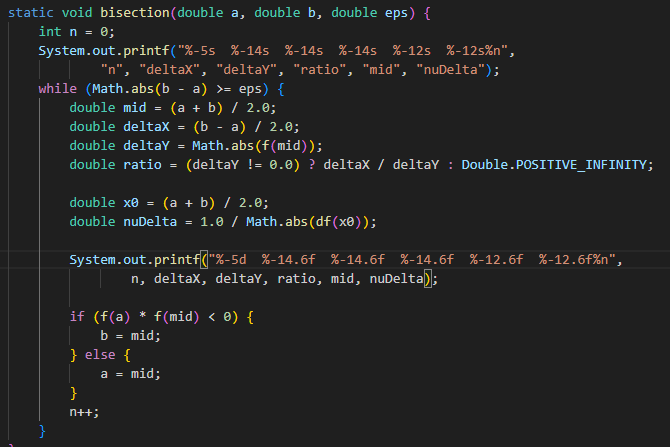 static void bisection(double a, double b, double eps) {
    int n = 0;
    System.out.printf("%-5s  %-14s  %-14s  %-14s  %-12s  %-12s%n",
            "n", "deltaX", "deltaY", "ratio", "mid", "nuDelta");
    while (Math.abs(b - a) >= eps) {
        double mid = (a + b) / 2.0;
        double deltaX = (b - a) / 2.0;
        double deltaY = Math.abs(f(mid));
        double ratio = (deltaY != 0.0) ? deltaX / deltaY : Double.POSITIVE_INFINITY;

        double x0 = (a + b) / 2.0;
        double nuDelta = 1.0 / Math.abs(df(x0));

        System.out.printf("%-5d  %-14.6f  %-14.6f  %-14.6f  %-12.6f  %-12.6f%n",
                n, deltaX, deltaY, ratio, mid, nuDelta);

        if (f(a) * f(mid) < 0) {
            b = mid;
        } else {
            a = mid;
        }
        n++;
    }
}